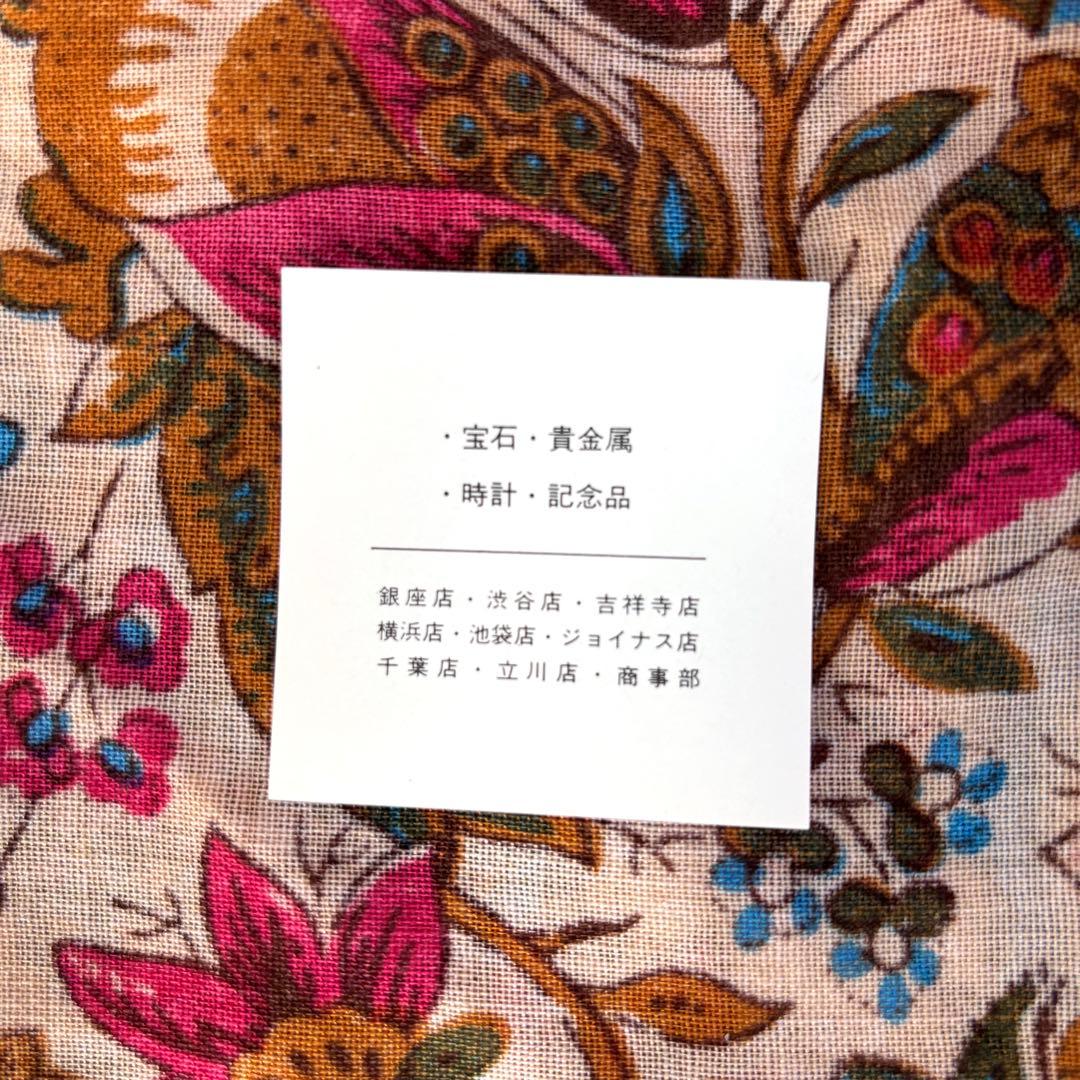 ・宝石・貴金属
・時計・記念品
銀座店・渋谷店・吉祥寺店
横浜店・池袋店・ジョイナス店
千葉店・立川店・商事部